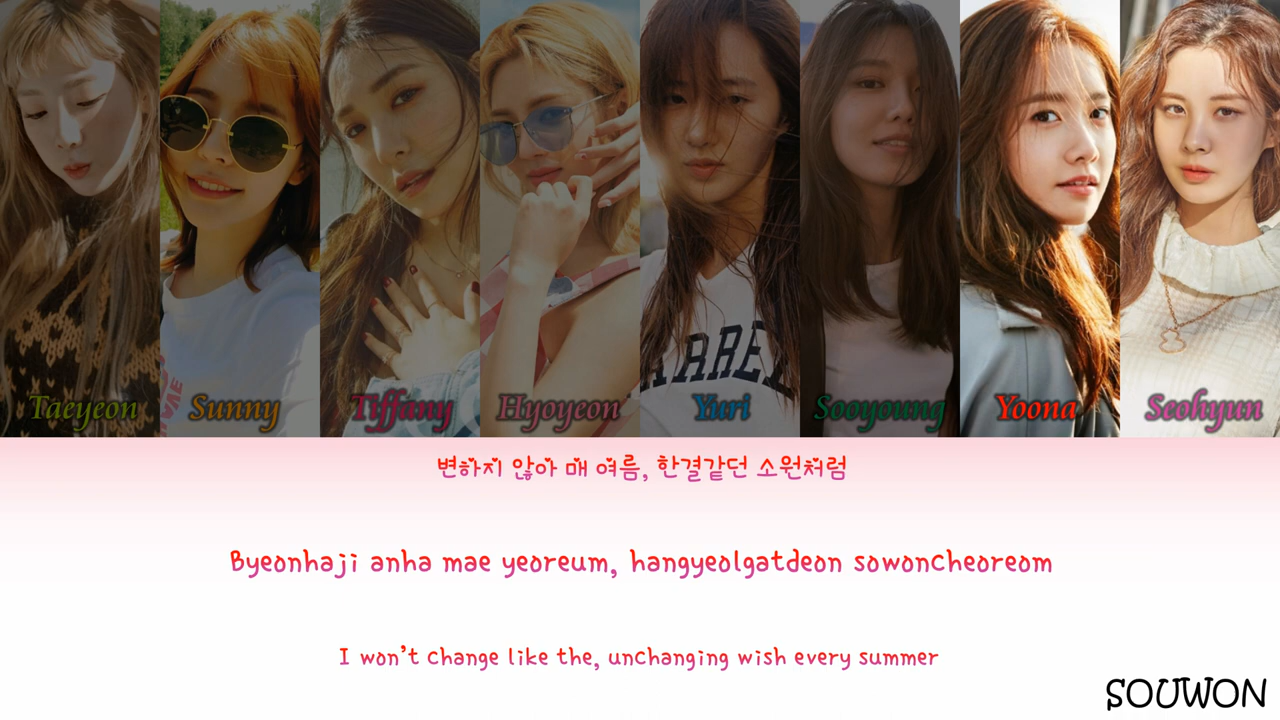 Taeyeon Sunny Tiffany Hyoyeon Yuri Sooyoung Yoona Seohyun
변하지 않아 매 여름, 한결같던 소원처럼
Byeonhaji anha mae yeoreum, hangyeolgatdeon sowoncheoreom
I won't change like the, unchanging wish every summer
SOUWON